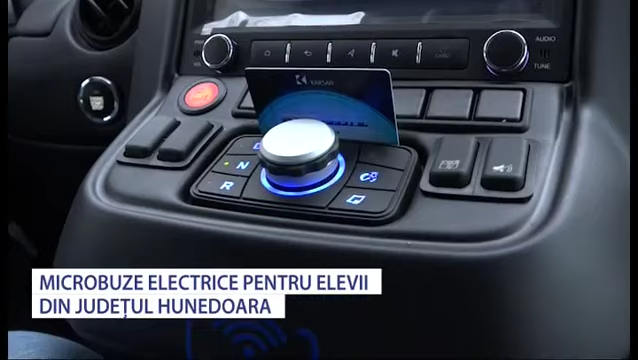 AUDIO
TUNE
KARSAN
N
R
MICROBUZE ELECTRICE PENTRU ELEVII
DIN JUDEȚUL HUNEDOARA